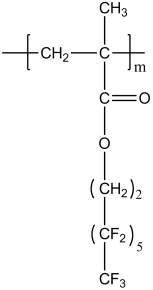 CH₃
CH₂ C m
C O
O
(CH₂)₂
(CF₂)₅
CF₃